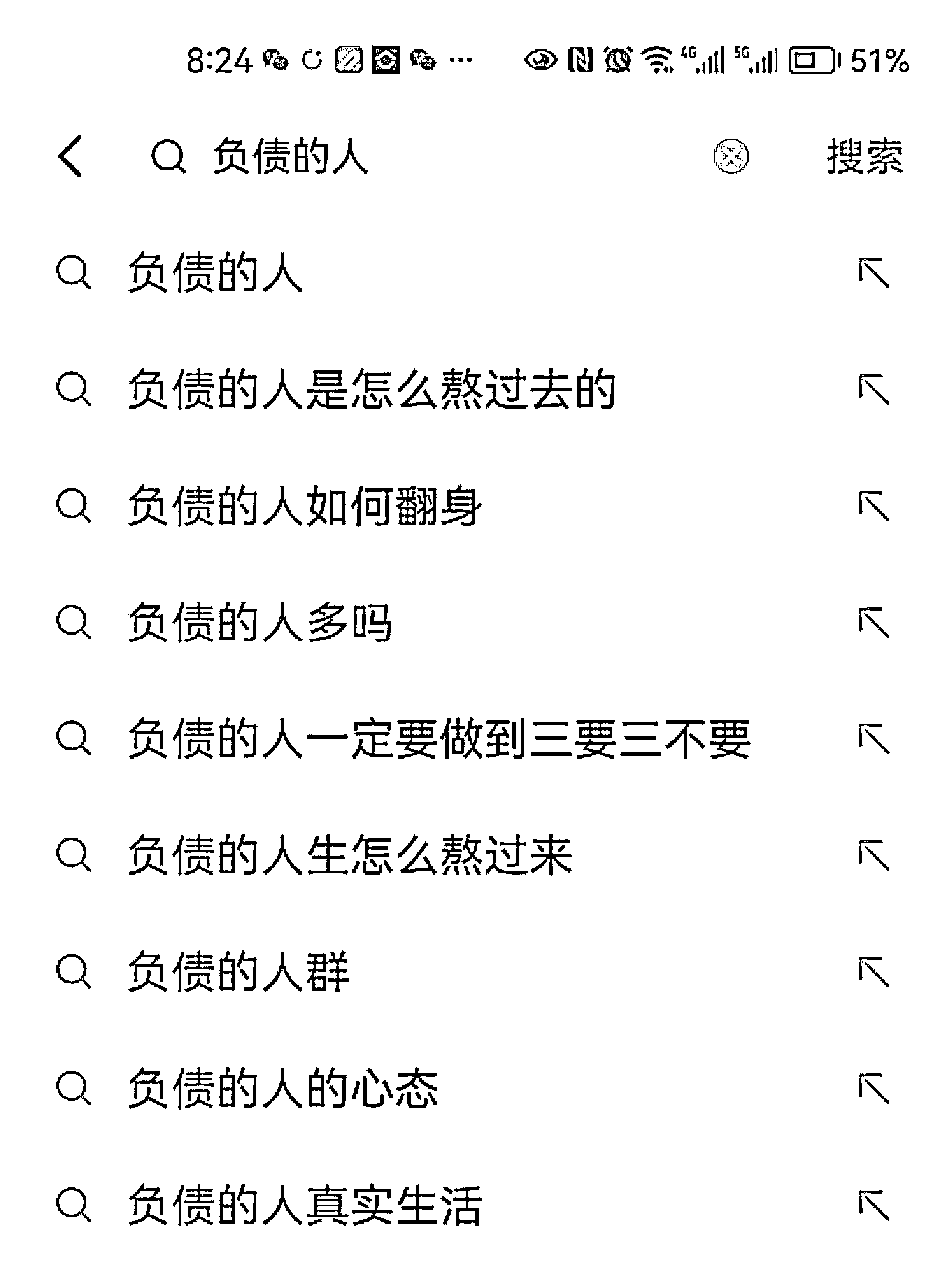 8:24 ... 4G 5G 51%
负债的人 搜索
负债的人
负债的人是怎么熬过去的
负债的人如何翻身
负债的人多吗
负债的人一定要做到三要三不要
负债的人生怎么熬过来
负债的人群
负债的人的心态
负债的人真实生活